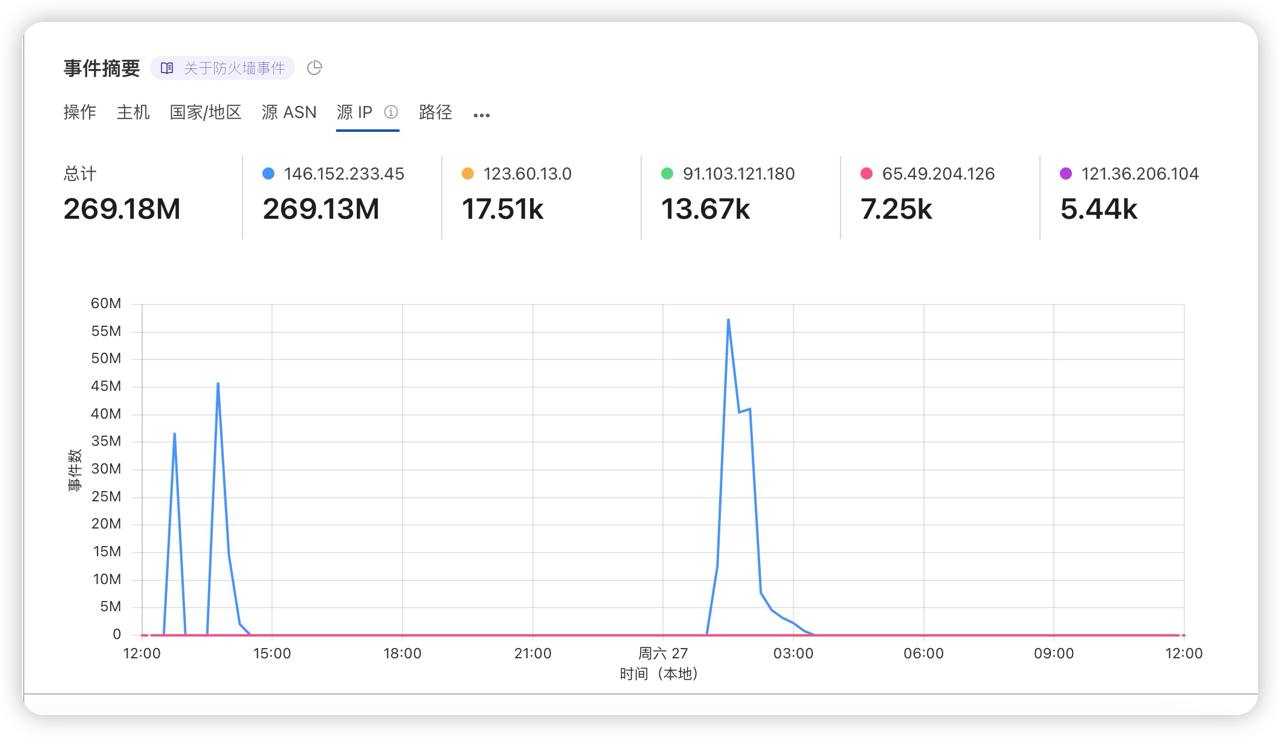 事件摘要 关于防火墙事件
操作 主机 国家/地区 源 ASN 源 IP 路径 ...
总计 146.152.233.45 123.60.13.0 91.103.121.180 65.49.204.126 121.36.206.104
269.18M 269.13M 17.51k 13.67k 7.25k 5.44k
60M
55M
50M
45M
40M
35M
30M
25M
20M
15M
10M
5M
0
事件数
12:00 15:00 18:00 21:00 周六 27 03:00 06:00 09:00 12:00
时间（本地）